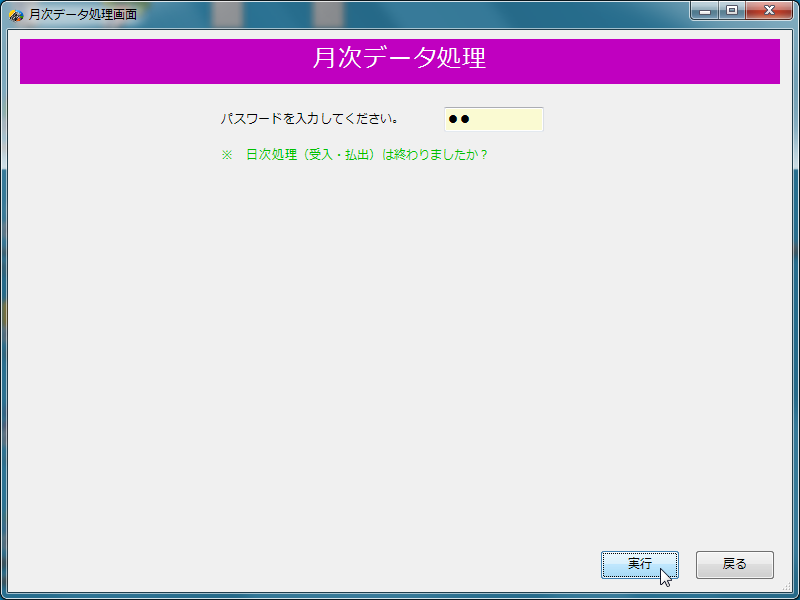 月次データ処理画面
月次データ処理
パスワードを入力してください。 ●●
※ 日次処理（受入・払出）は終わりましたか？
実行 戻る